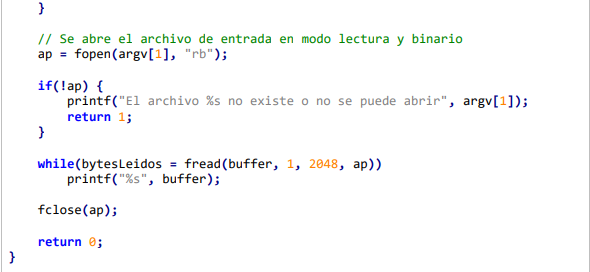 }
// Se abre el archivo de entrada en modo lectura y binario
ap = fopen(argv[1], "rb");
if(!ap) {
printf("El archivo %s no existe o no se puede abrir", argv[1]);
return 1;
}
while(bytesLeidos = fread(buffer, 1, 2048, ap))
printf("%s", buffer);
fclose(ap);
return 0;
}